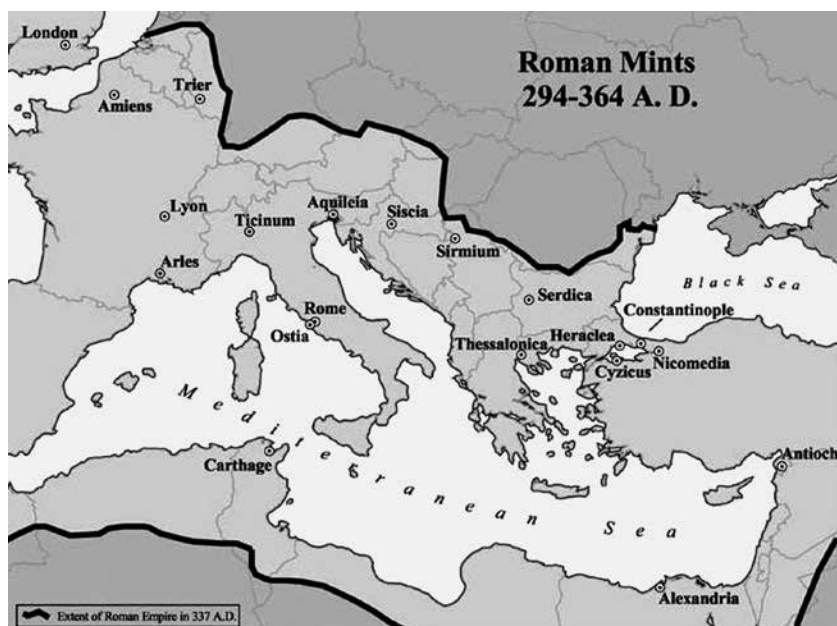 London
Roman Mints
294-364 A. D.
Trier
Amiens
Lyon
Ticinum
Aquileia
Siscia
Sirmium
Arles
Black Sea
Serdica
Constantinople
Rome
Ostia
Thessalonica
Heraclea
Nicomedia
Cyzicus
Mediterranean Sea
Carthage
Antioch
Alexandria
Extent of Roman Empire in 337 A.D.